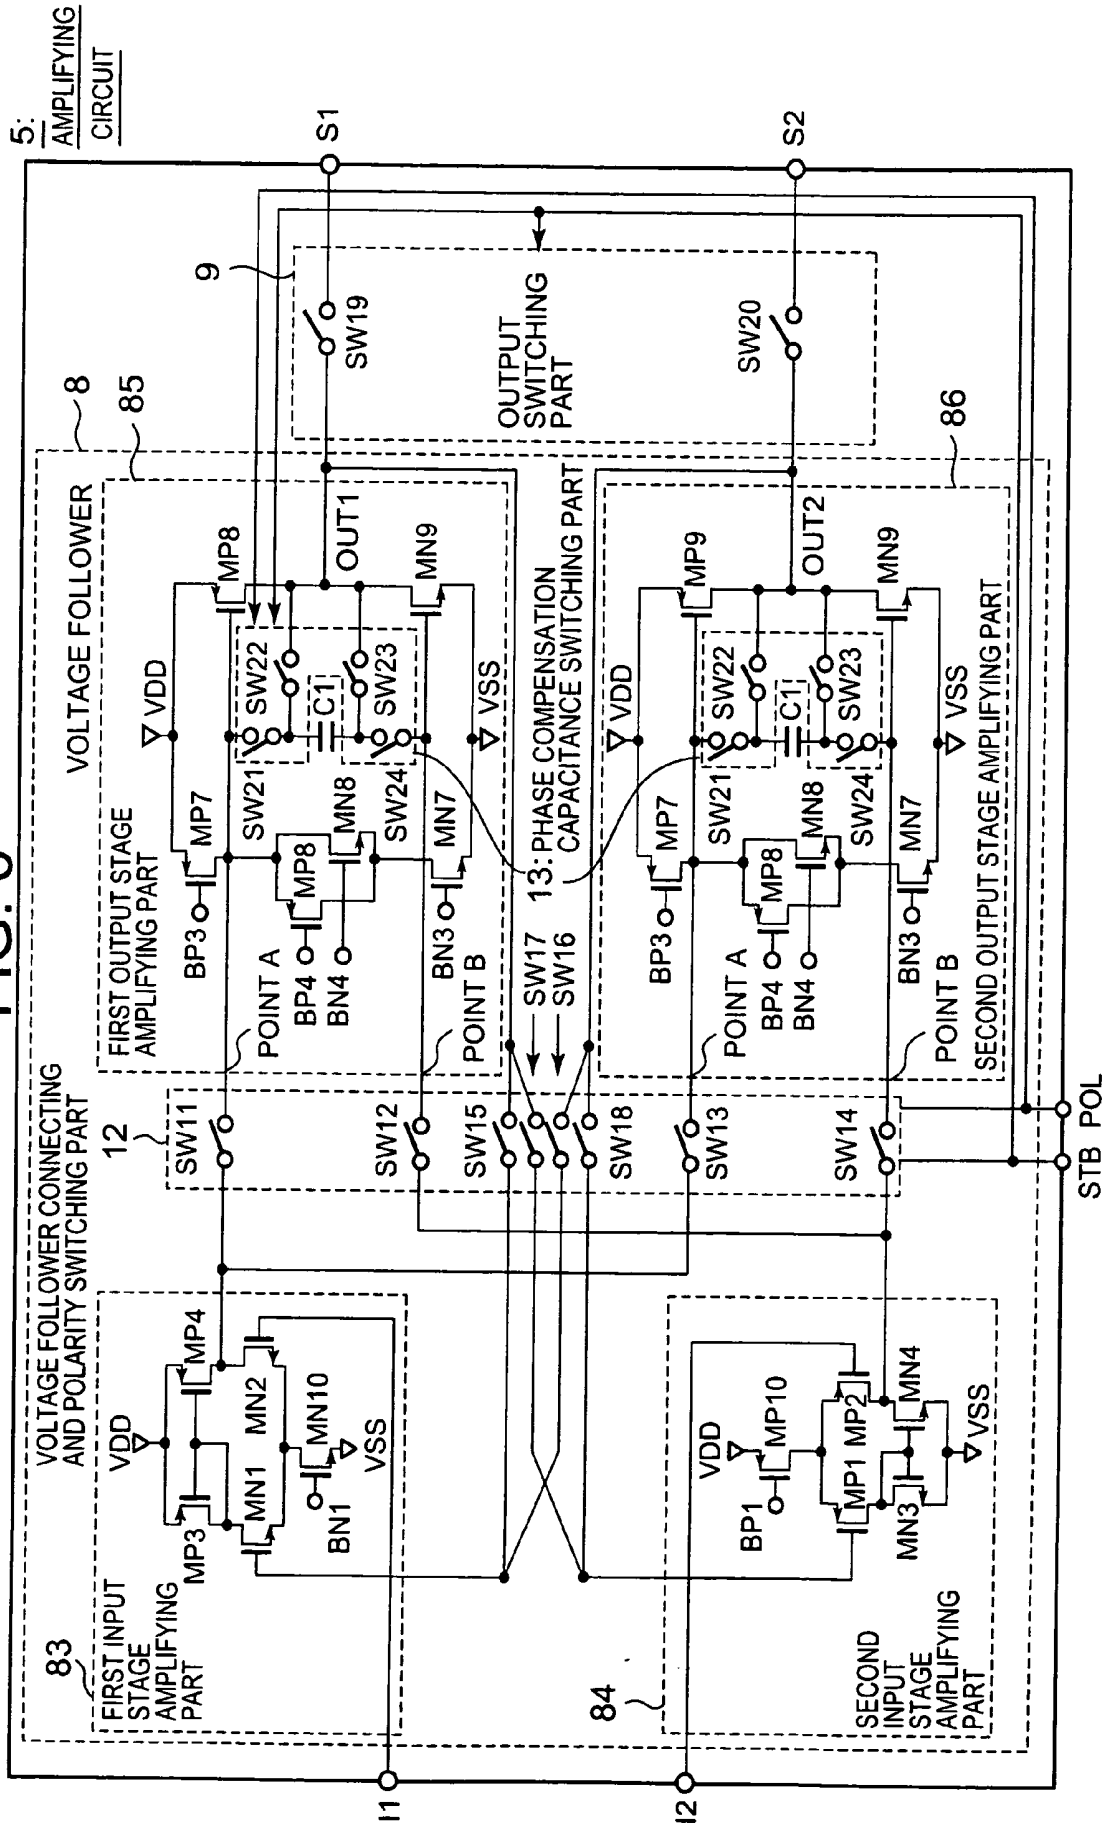 5:
AMPLIFYING
CIRCUIT
8
85
9
VOLTAGE FOLLOWER CONNECTING
AND POLARITY SWITCHING PART
12
VOLTAGE FOLLOWER
83
FIRST INPUT
STAGE
AMPLIFYING
PART
VDD
MP3
MP4
MN1
MN2
MN10
BN1
VSS
SW11
SW12
SW15
SW17
SW16
SW18
SW13
SW14
FIRST OUTPUT STAGE
AMPLIFYING PART
VDD
MP7
MP8
BP3
POINT A
SW21
SW22
C1
SW23
SW24
MP8
MN8
BP4
BN4
OUT1
BN3
MN7
MN9
POINT B
VSS
13: PHASE COMPENSATION
CAPACITANCE SWITCHING PART
SW19
OUTPUT
SWITCHING
PART
SW20
S1
S2
84
SECOND
INPUT
STAGE
AMPLIFYING
PART
VDD
BP1
MP10
MP1
MP2
MN3
MN4
VSS
86
VDD
MP7
MP9
BP3
POINT A
SW21
SW22
C1
SW23
SW24
MP8
MN8
BP4
BN4
OUT2
BN3
MN7
MN9
POINT B
VSS
SECOND OUTPUT STAGE AMPLIFYING PART
I1
I2
STB
POL